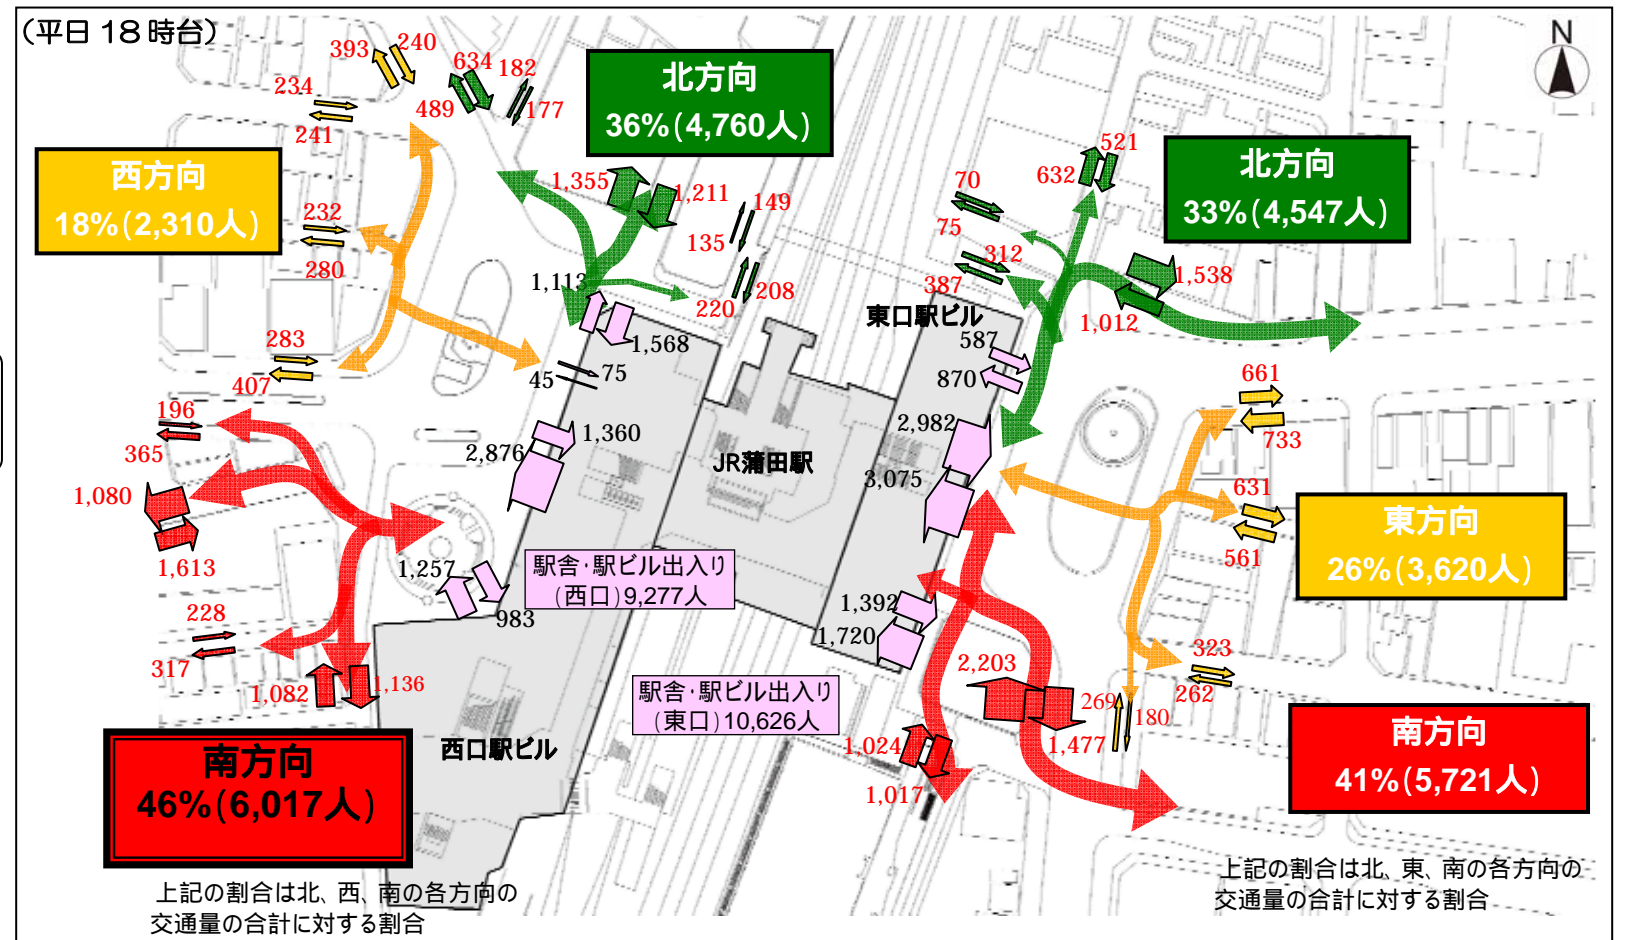 (平日 18 時台)
N
393
240
634
182
234
489
177
241
北方向
36%(4,760人)
521
632
北方向
33%(4,547人)
西方向
18%(2,310人)
1,355
1,211
149
135
70
75
232
280
312
387
1,538
1,012
1,113
220
208
東口駅ビル
587
870
283
407
1,568
45
75
661
733
196
365
2,876
1,360
2,982
3,075
JR蒲田駅
1,080
1,613
631
561
東方向
26%(3,620人)
1,257
983
駅舎・駅ビル出入り
(西口)9,277人
1,392
1,720
228
317
1,082
1,136
2,203
1,477
323
262
269
180
駅舎・駅ビル出入り
(東口)10,626人
西口駅ビル
1,024
1,017
南方向
46%(6,017人)
南方向
41%(5,721人)
上記の割合は北、西、南の各方向の
交通量の合計に対する割合
上記の割合は北、東、南の各方向の
交通量の合計に対する割合